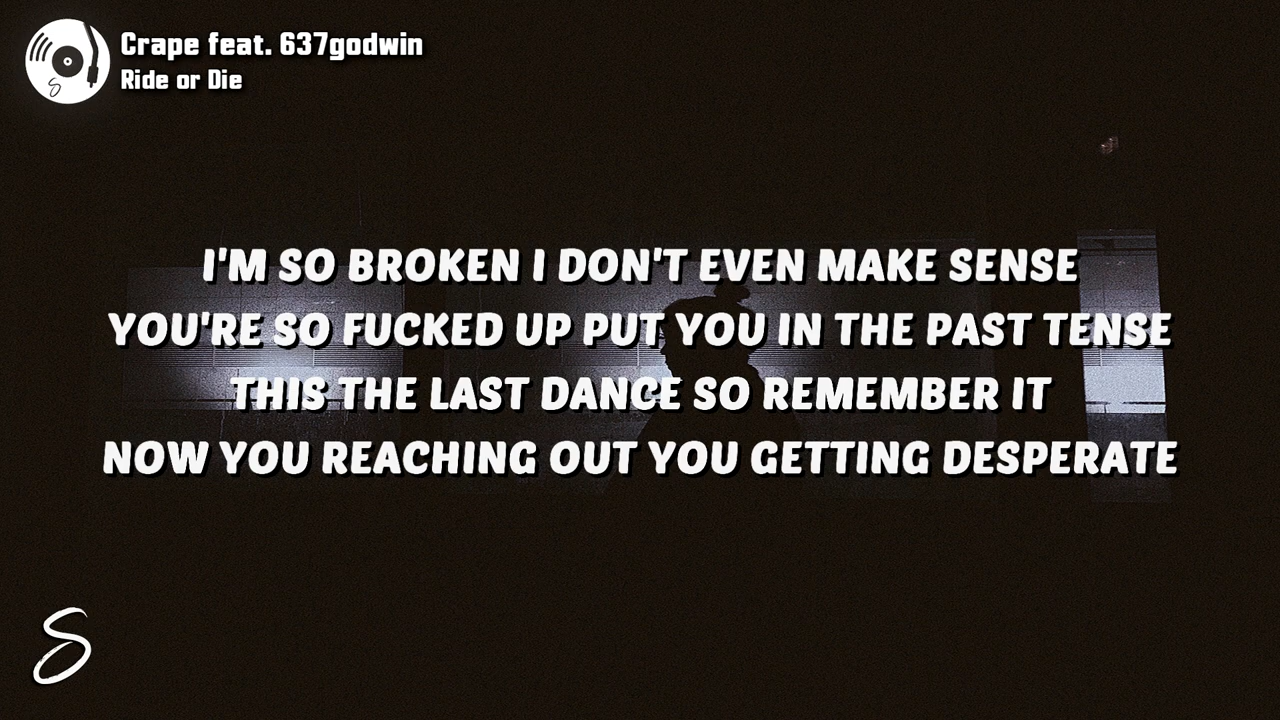 Crape feat. 637godwin
Ride or Die
I'M SO BROKEN I DON'T EVEN MAKE SENSE
YOU'RE SO FUCKED UP PUT YOU IN THE PAST TENSE
THIS THE LAST DANCE SO REMEMBER IT
NOW YOU REACHING OUT YOU GETTING DESPERATE
S